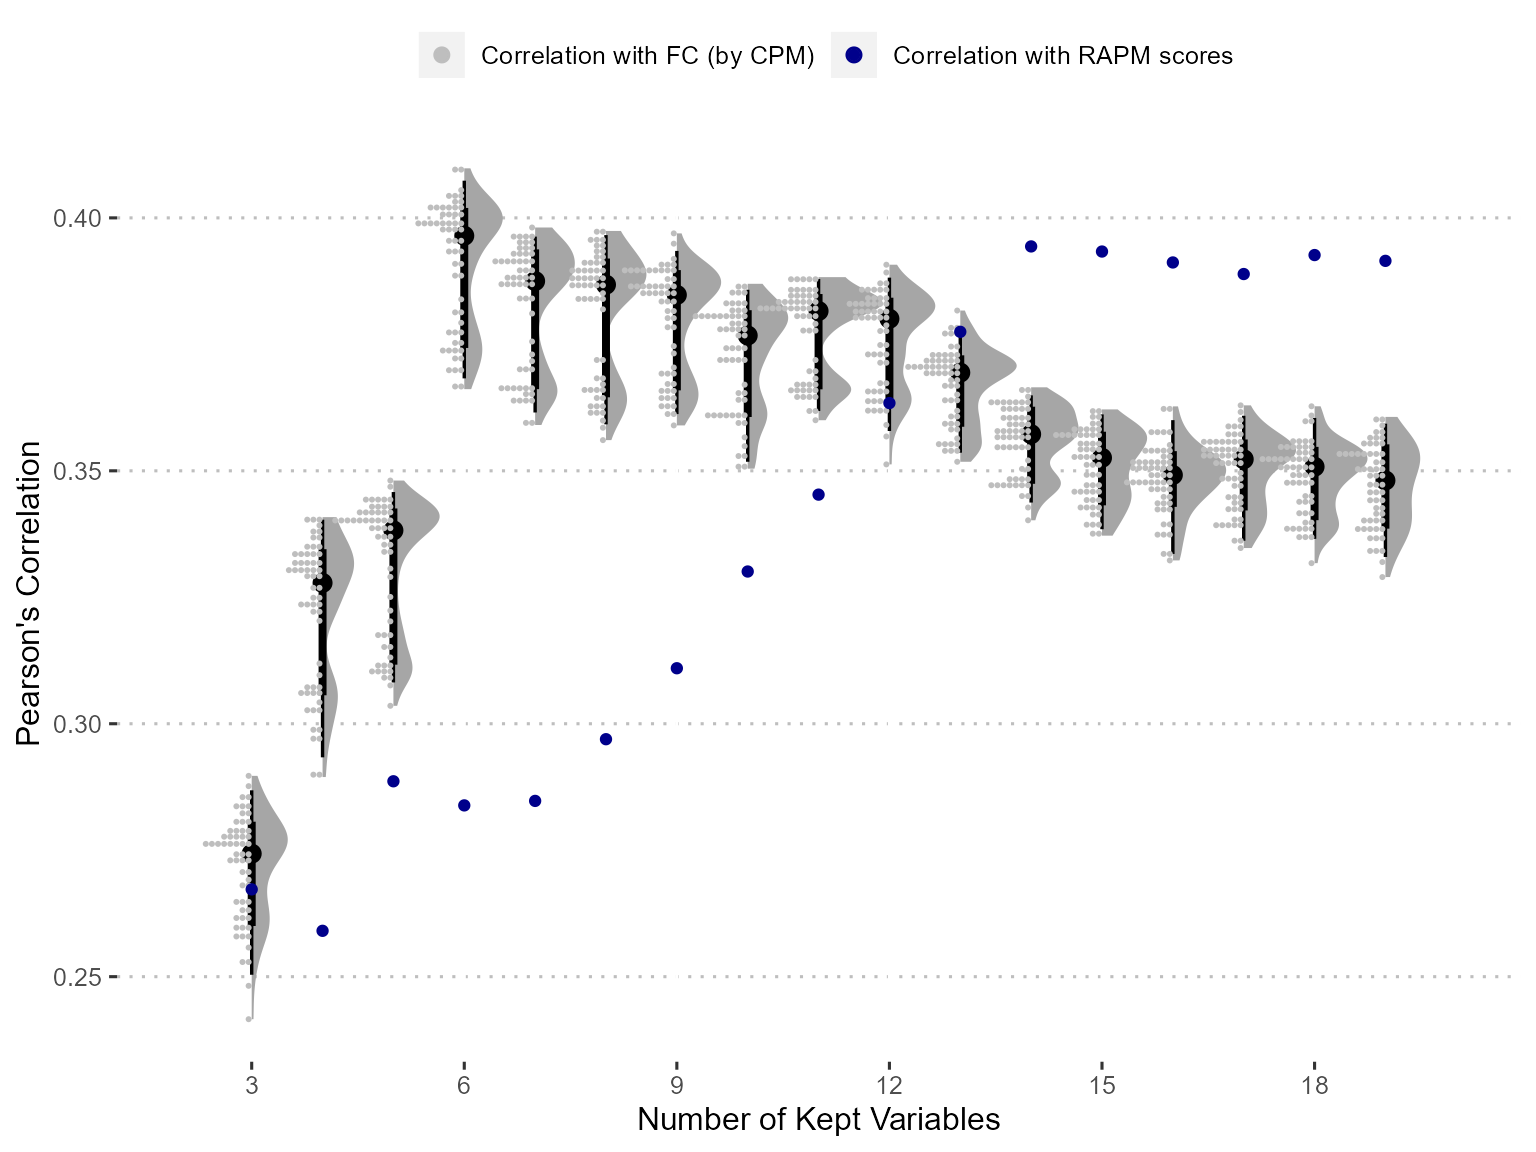 Correlation with FC (by CPM) Correlation with RAPM scores
Pearson's Correlation
0.40
0.35
0.30
0.25
3 6 9 12 15 18
Number of Kept Variables